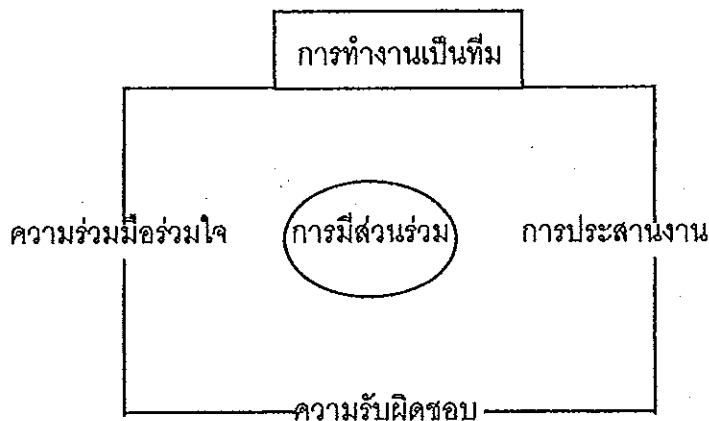 การทำงานเป็นทีม
ความร่วมมือร่วมใจ การมีส่วนร่วม การประสานงาน
ความรับผิดชอบ